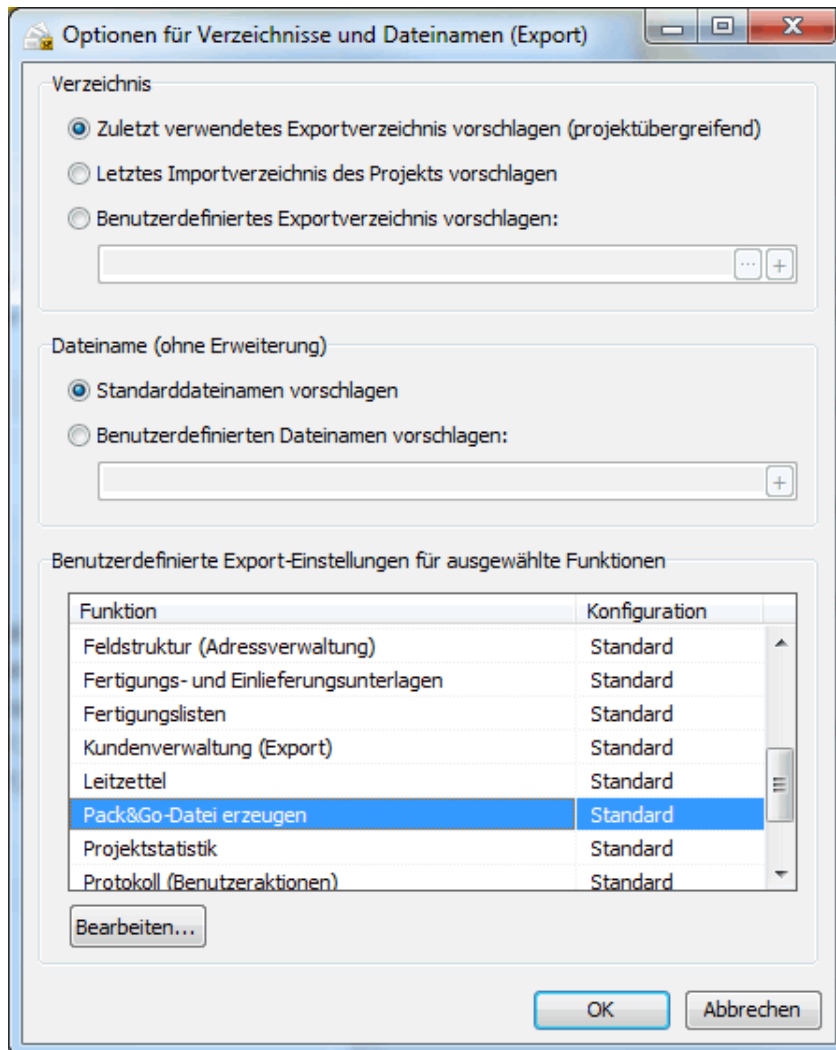 Optionen für Verzeichnisse und Dateinamen (Export)
Verzeichnis
Zuletzt verwendetes Exportverzeichnis vorschlagen (projektübergreifend)
Letztes Importverzeichnis des Projekts vorschlagen
Benutzerdefiniertes Exportverzeichnis vorschlagen:
... +
Dateiname (ohne Erweiterung)
Standarddateinamen vorschlagen
Benutzerdefinierten Dateinamen vorschlagen:
+
Benutzerdefinierte Export-Einstellungen für ausgewählte Funktionen
Funktion Konfiguration
Feldstruktur (Adressverwaltung) Standard
Fertigungs- und Einlieferungsunterlagen Standard
Fertigungslisten Standard
Kundenverwaltung (Export) Standard
Leitzettel Standard
Pack&Go-Datei erzeugen Standard
Projektstatistik Standard
Protokoll (Benutzeraktionen) Standard
Bearbeiten...
OK Abbrechen